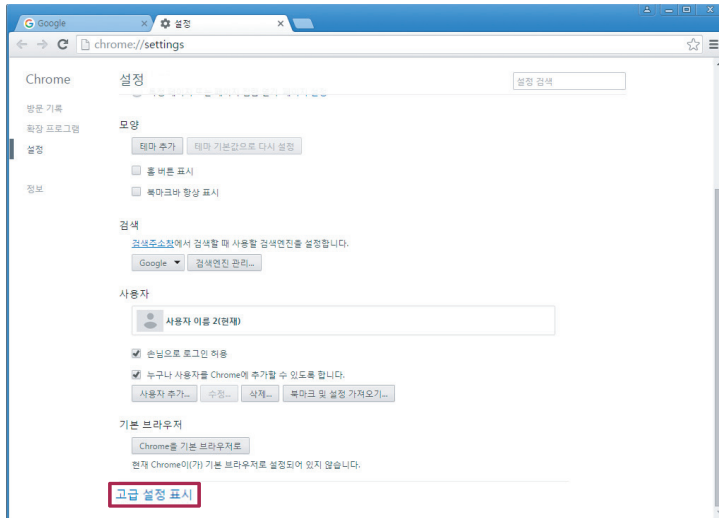 Google
설정
chrome://settings
Chrome
설정
설정 검색
방문 기록
확장 프로그램
설정
정보
모양
테마 추가 테마 기본값으로 다시 설정
홈 버튼 표시
북마크바 항상 표시
검색
검색주소창에서 검색할 때 사용할 검색엔진을 설정합니다.
Google 검색엔진 관리...
사용자
사용자 이름 2(현재)
손님으로 로그인 허용
누구나 사용자를 Chrome에 추가할 수 있도록 합니다.
사용자 추가... 수정... 삭제... 북마크 및 설정 가져오기...
기본 브라우저
Chrome을 기본 브라우저로
현재 Chrome이(가) 기본 브라우저로 설정되어 있지 않습니다.
고급 설정 표시